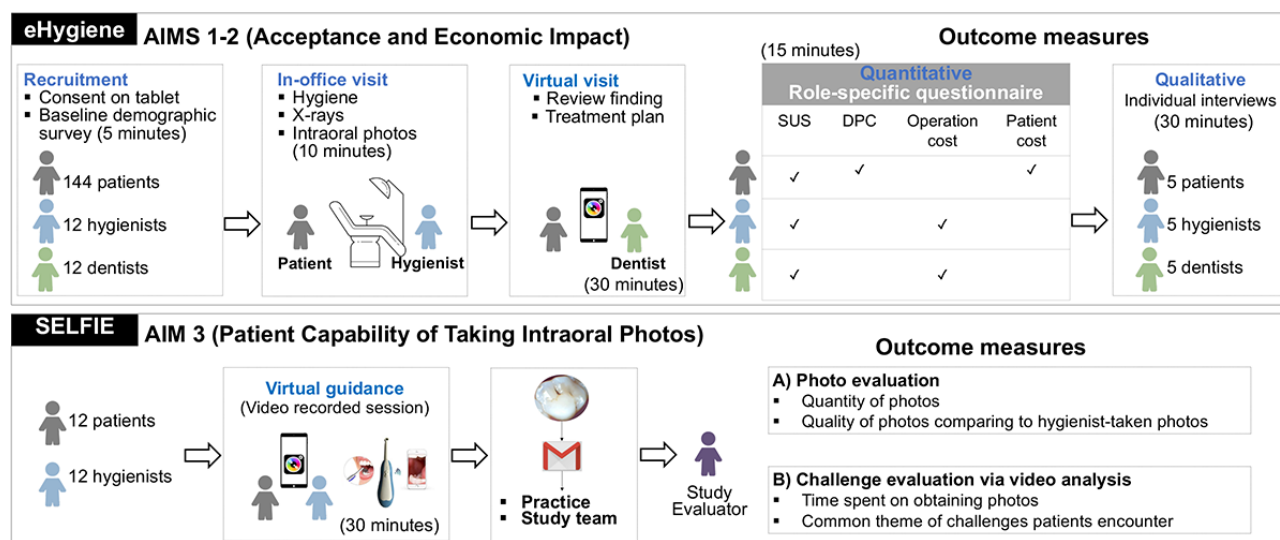 eHygiene
AIMS 1-2 (Acceptance and Economic Impact)
Outcome measures
Recruitment
▪ Consent on tablet
▪ Baseline demographic
survey (5 minutes)
144 patients
12 hygienists
12 dentists
In-office visit
▪ Hygiene
▪ X-rays
▪ Intraoral photos
(10 minutes)
Patient
Hygienist
Virtual visit
▪ Review finding
▪ Treatment plan
Dentist
(30 minutes)
(15 minutes)
Quantitative
Role-specific questionnaire
SUS DPC Operation Patient
cost cost
✓ ✓ ✓
✓ ✓
✓ ✓
Qualitative
Individual interviews
(30 minutes)
5 patients
5 hygienists
5 dentists
SELFIE
AIM 3 (Patient Capability of Taking Intraoral Photos)
12 patients
12 hygienists
Virtual guidance
(Video recorded session)
(30 minutes)
▪ Practice
▪ Study team
Study
Evaluator
Outcome measures
A) Photo evaluation
▪ Quantity of photos
▪ Quality of photos comparing to hygienist-taken photos
B) Challenge evaluation via video analysis
▪ Time spent on obtaining photos
▪ Common theme of challenges patients encounter